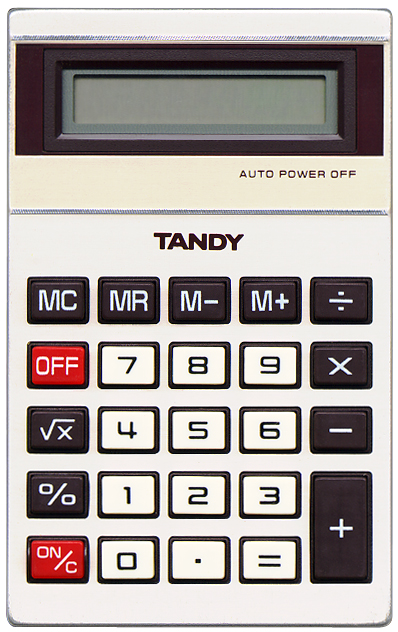 AUTO POWER OFF
TANDY
MC MR M− M+ ÷
OFF 7 8 9 ×
√x 4 5 6 −
% 1 2 3
+
ON/C 0 . =